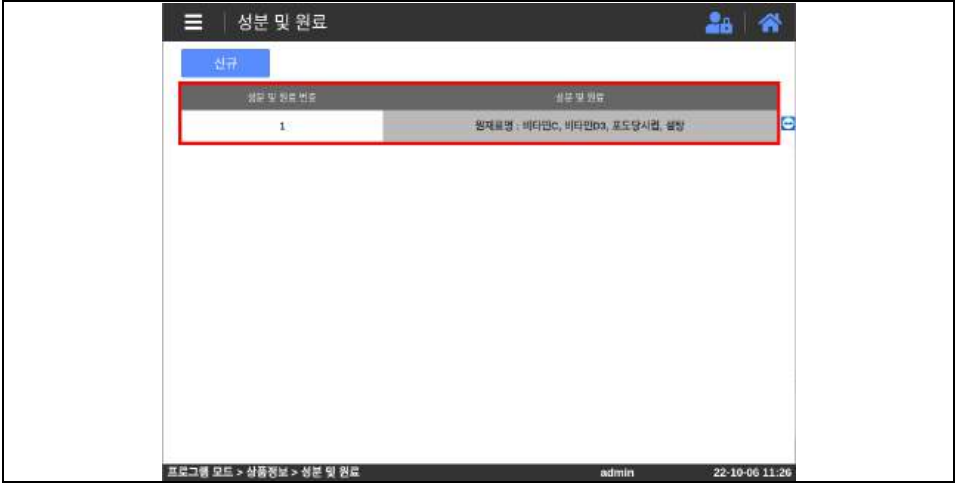 성분 및 원료
신규
성분 및 원료 번호 성분 및 원료
1 원재료명 : 비타민C, 비타민D3, 포도당시럽, 설탕
프로그램 모드 > 상품정보 > 성분 및 원료 admin 22-10-06 11:26